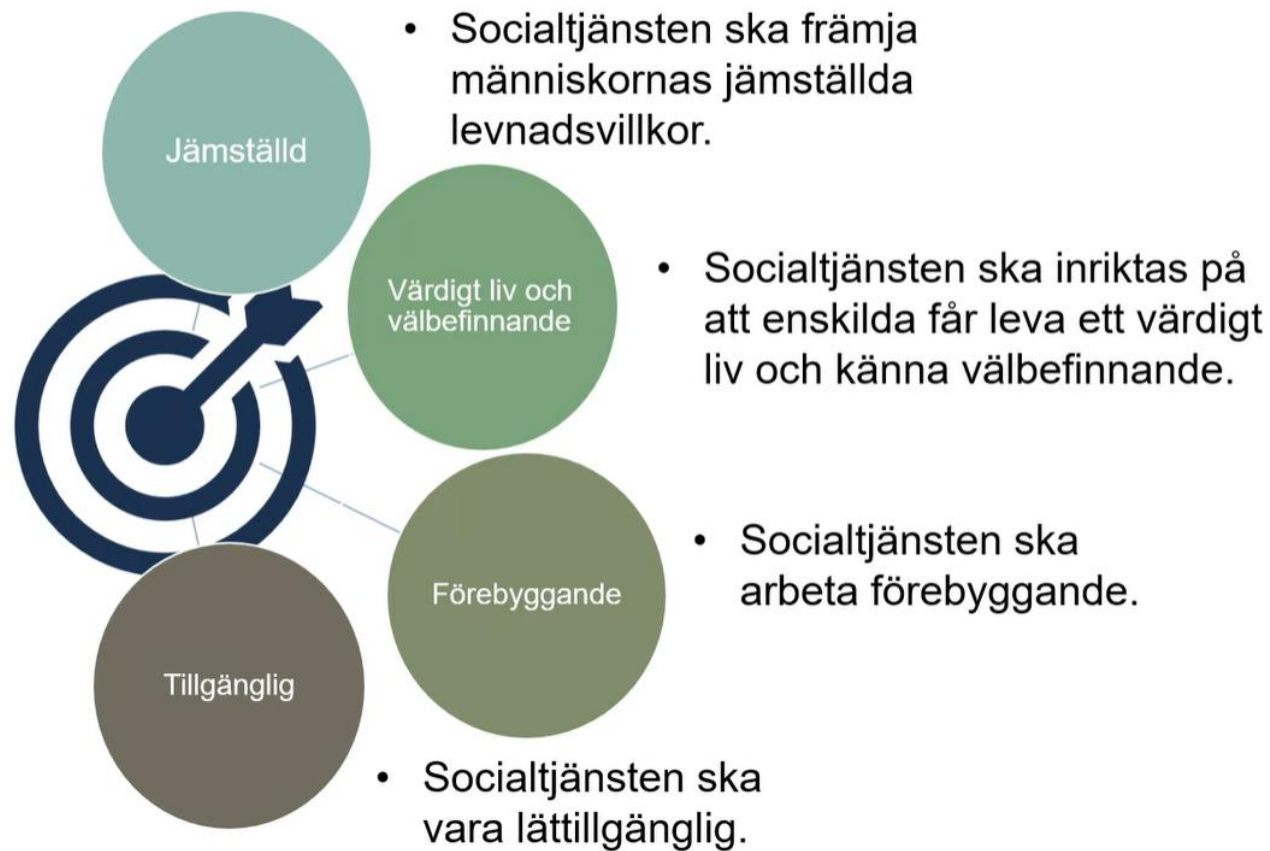 Jämställd
• Socialtjänsten ska främja
människornas jämställda
levnadsvillkor.
Värdigt liv och
välbefinnande
• Socialtjänsten ska inriktas på
att enskilda får leva ett värdigt
liv och känna välbefinnande.
Förebyggande
• Socialtjänsten ska
arbeta förebyggande.
Tillgänglig
• Socialtjänsten ska
vara lättillgänglig.